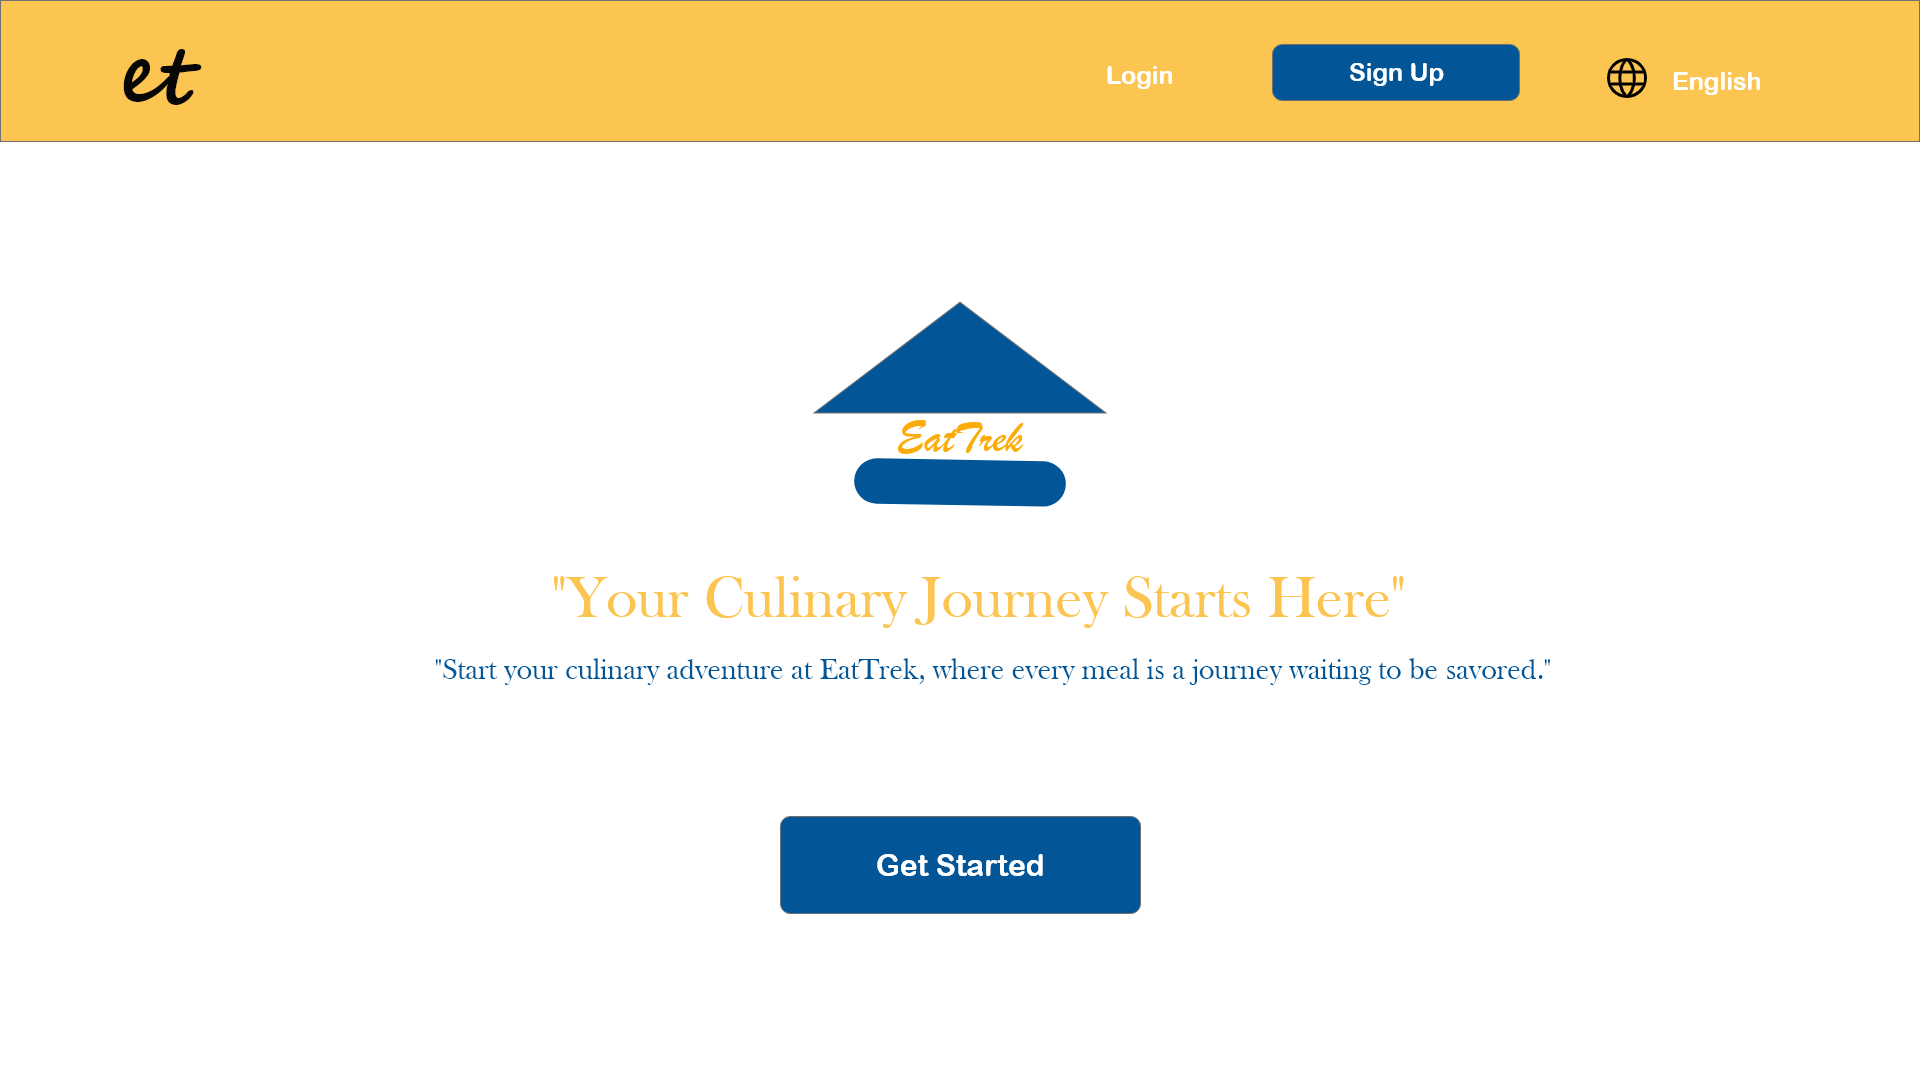 et
Login
Sign Up
English
EatTrek
"Your Culinary Journey Starts Here"
"Start your culinary adventure at EatTrek, where every meal is a journey waiting to be savored."
Get Started